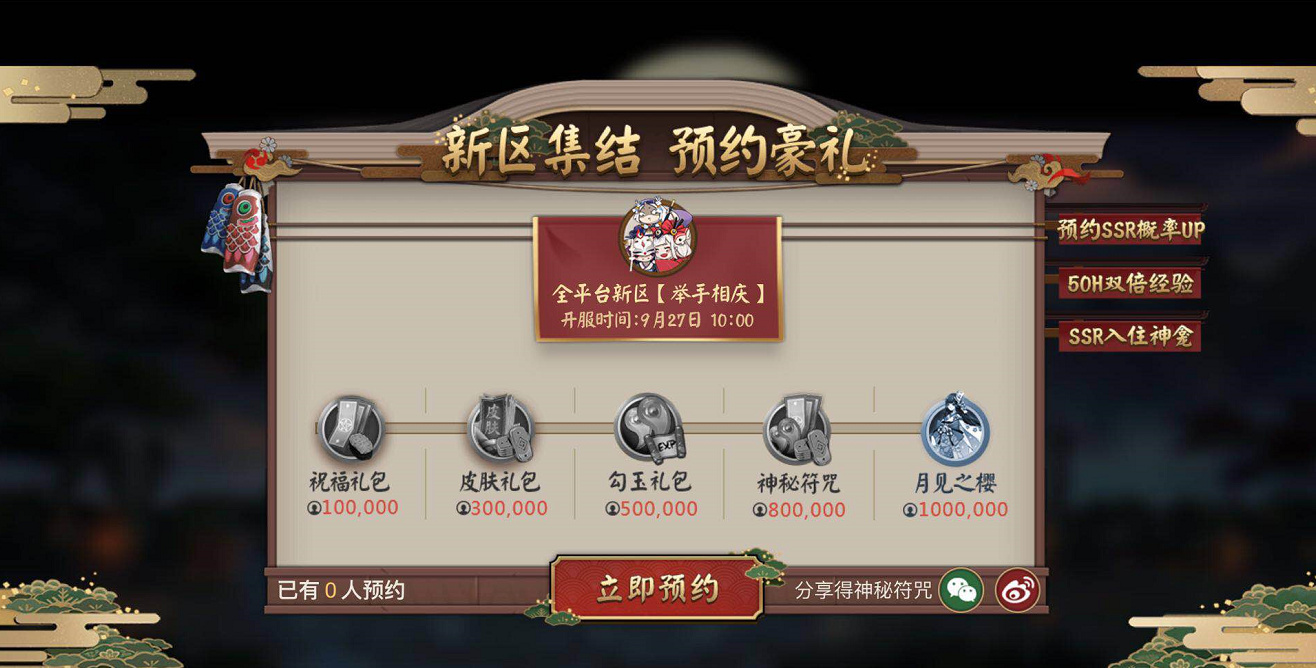 新区集结 预约豪礼
全平台新区【举手相庆】
开服时间:9月27日 10:00
预约SSR概率UP
50H双倍经验
SSR入住神龛
皮肤
EXP
祝福礼包
100,000
皮肤礼包
300,000
勾玉礼包
500,000
神秘符咒
800,000
月见之樱
1000,000
已有0人预约
立即预约
分享得神秘符咒